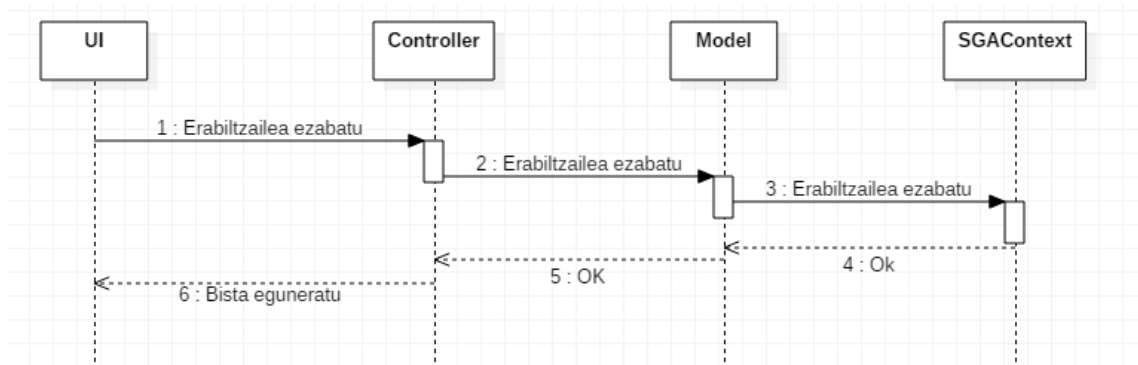 UI
Controller
Model
SGAContext
1 : Erabiltzailea ezabatu
2 : Erabiltzailea ezabatu
3 : Erabiltzailea ezabatu
4 : Ok
5 : OK
6 : Bista eguneratu